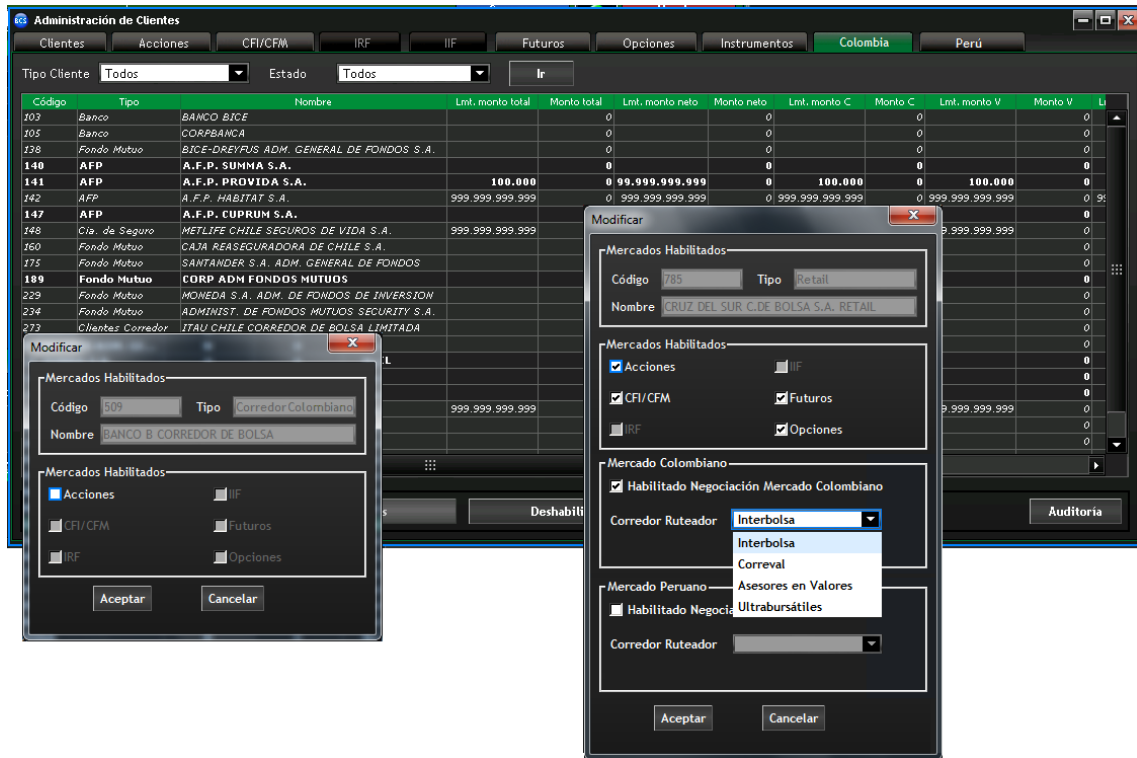 BCS Administración de Clientes
Clientes Acciones CFI/CFM IRF IIF Futuros Opciones Instrumentos Colombia Perú
Tipo Cliente Todos Estado Todos Ir
Código Tipo Nombre Lmt. monto total Monto total Lmt. monto neto Monto neto Lmt. monto C Monto C Lmt. monto V Monto V
103 Banco BANCO BICE 0 0 0 0
105 Banco CORPBANCA 0 0 0 0
138 Fondo Mutuo BICE-DREYFUS ADM. GENERAL DE FONDOS S.A. 0 0 0 0
140 AFP A.F.P. SUMMA S.A. 0 0 0 0
141 AFP A.F.P. PROVIDA S.A. 100.000 0 99.999.999.999 0 100.000 0 100.000 0
142 AFP A.F.P. HABITAT S.A. 999.999.999.999 0 999.999.999.999 0 999.999.999.999 0 999.999.999.999 0
147 AFP A.F.P. CUPRUM S.A. 0
148 Cia. de Seguro METLIFE CHILE SEGUROS DE VIDA S.A. 999.999.999.999 9.999.999.999 0
160 Fondo Mutuo CAJA REASEGURADORA DE CHILE S.A. 0
175 Fondo Mutuo SANTANDER S.A. ADM. GENERAL DE FONDOS 0
189 Fondo Mutuo CORP ADM FONDOS MUTUOS 0
229 Fondo Mutuo MONEDA S.A. ADM. DE FONDOS DE INVERSION 0
234 Fondo Mutuo ADMINIST. DE FONDOS MUTUOS SECURITY S.A. 0
273 Clientes Corredor ITAU CHILE CORREDOR DE BOLSA LIMITADA 0
0
0
0
0
999.999.999.999 9.999.999.999 0
0
0
Deshabili
Auditoría
Modificar
Mercados Habilitados
Código 509 Tipo Corredor Colombiano
Nombre BANCO B CORREDOR DE BOLSA
Mercados Habilitados
Acciones IIF
CFI/CFM Futuros
IRF Opciones
Aceptar Cancelar
Modificar
Mercados Habilitados
Código 785 Tipo Retail
Nombre CRUZ DEL SUR C.DE BOLSA S.A. RETAIL
Mercados Habilitados
Acciones IIF
CFI/CFM Futuros
IRF Opciones
Mercado Colombiano
Habilitado Negociación Mercado Colombiano
Corredor Ruteador Interbolsa
Interbolsa
Correval
Asesores en Valores
Ultrabursátiles
Mercado Peruano
Habilitado Negocia
Corredor Ruteador
Aceptar Cancelar